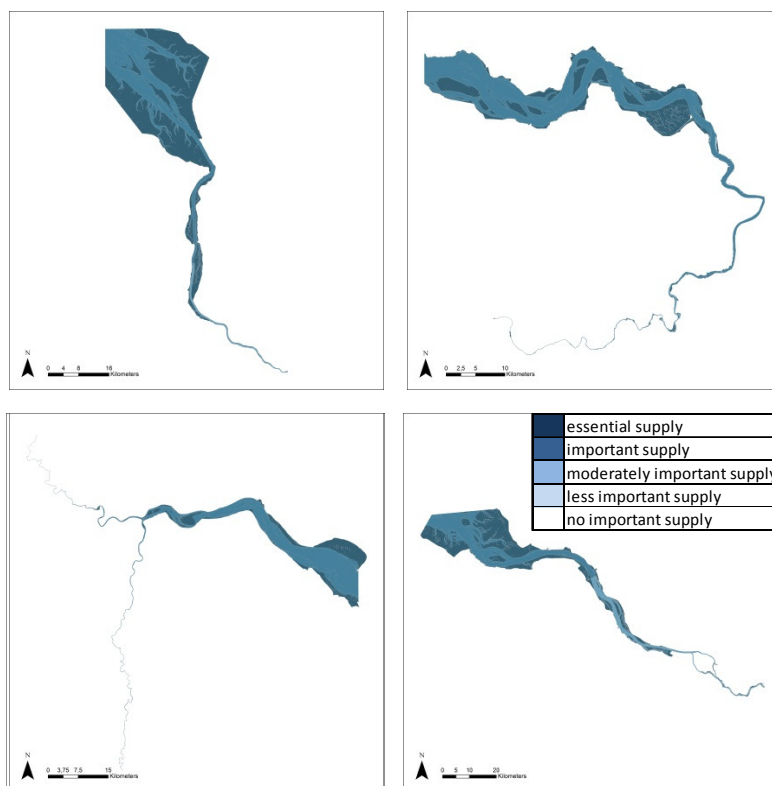 N
0 4 8 16
Kilometers
N
0 2,5 5 10
Kilometers
essential supply
important supply
moderately important supply
less important supply
no important supply
N
0 3,75 7,5 15
Kilometers
N
0 5 10 20
Kilometers